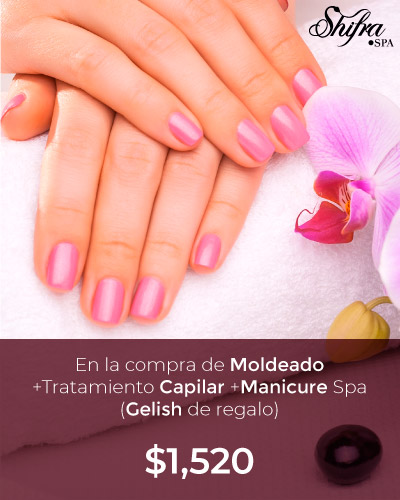 Shifra
SPA
En la compra de Moldeado
+Tratamiento Capilar +Manicure Spa
(Gelish de regalo)
$1,520